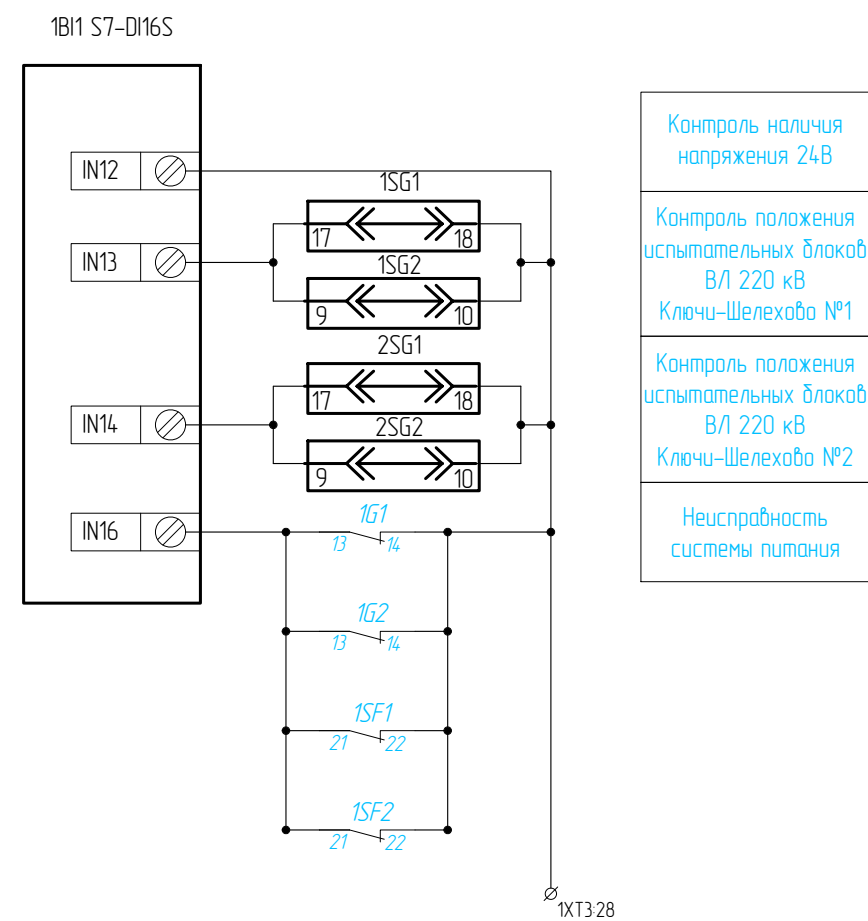 1BI1 S7-DI16S
IN12
IN13
IN14
IN16
1SG1
17
18
1SG2
9
10
2SG1
17
18
2SG2
9
10
1G1
13
14
1G2
13
14
1SF1
21
22
1SF2
21
22
1XT3:28
Контроль наличия
напряжения 24В
Контроль положения
испытательных блоков
ВЛ 220 кВ
Ключи-Шелехово №1
Контроль положения
испытательных блоков
ВЛ 220 кВ
Ключи-Шелехово №2
Неисправность
системы питания